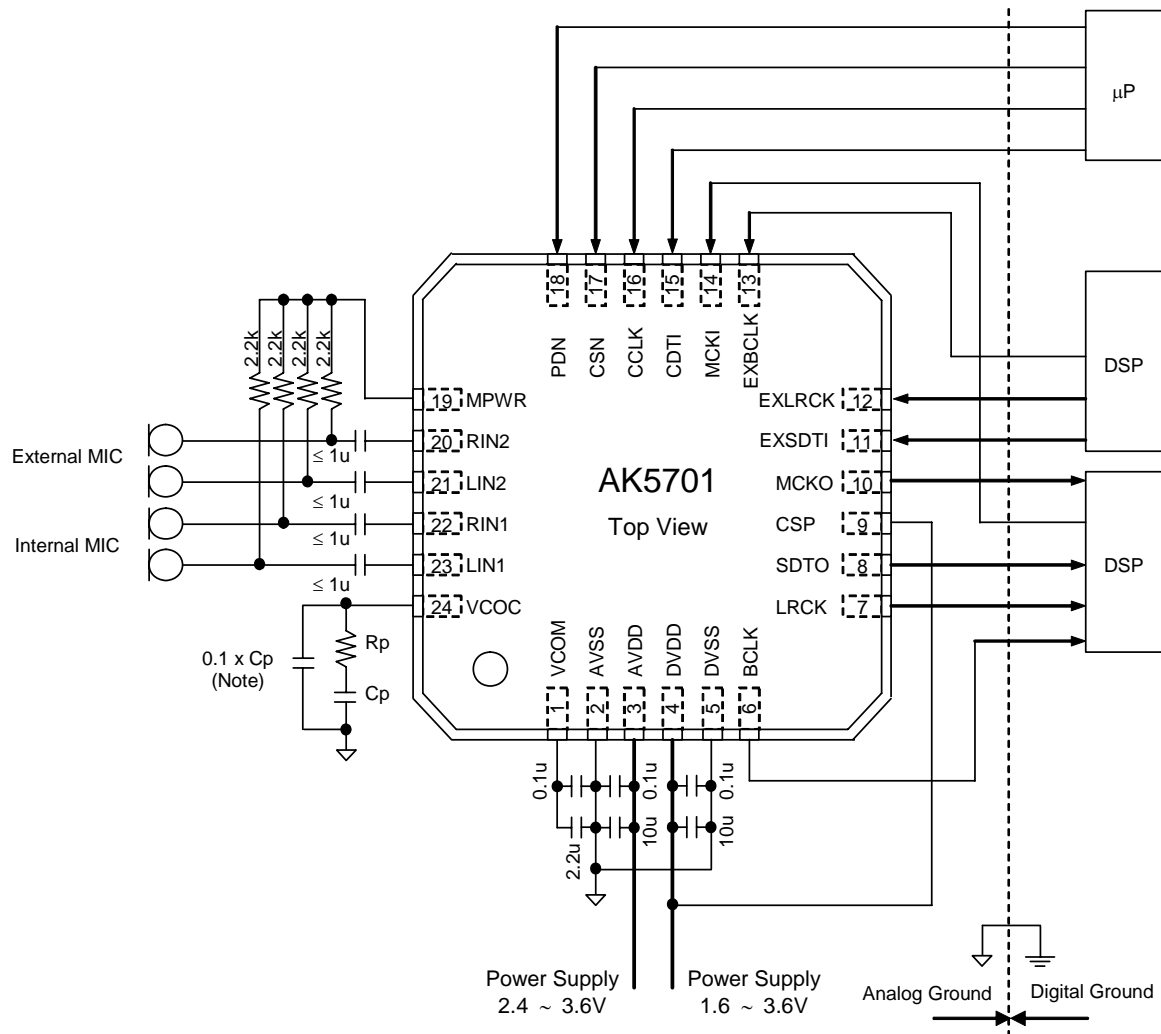 μP
18
17
16
15
14
13
PDN
CSN
CCLK
CDTI
MCKI
EXBCLK
2.2k
2.2k
2.2k
2.2k
DSP
19 MPWR
EXLRCK 12
20 RIN2
EXSDTI 11
External MIC
≤ 1u
21 LIN2
AK5701
MCKO 10
≤ 1u
22 RIN1
Top View
CSP 9
Internal MIC
≤ 1u
23 LIN1
SDTO 8
DSP
≤ 1u
24 VCOC
LRCK 7
0.1 x Cp
(Note)
Rp
Cp
VCOM
AVSS
AVDD
DVDD
DVSS
BCLK
1
2
3
4
5
6
0.1u
0.1u
0.1u
2.2u
10u
10u
Power Supply
2.4 ~ 3.6V
Power Supply
1.6 ~ 3.6V
Analog Ground
Digital Ground